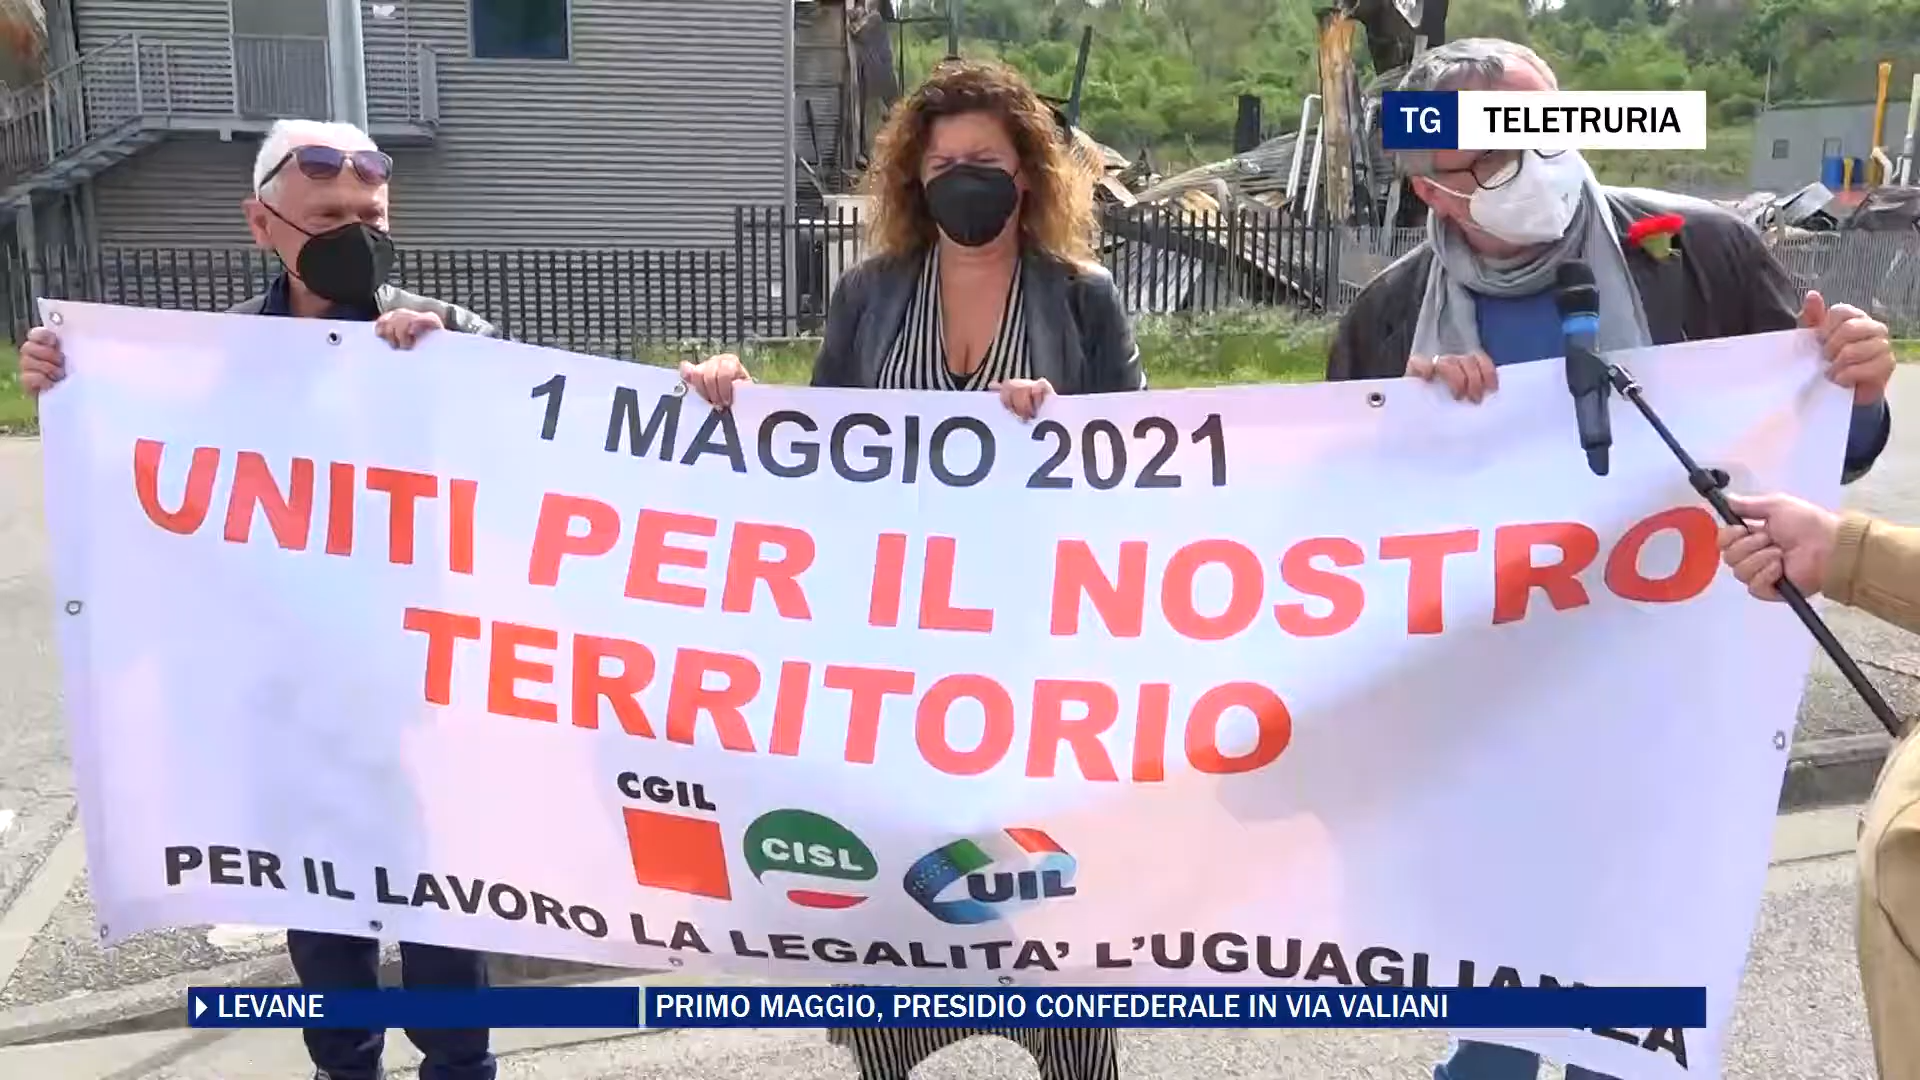 TG TELETRURIA
1 MAGGIO 2021
UNITI PER IL NOSTRO
TERRITORIO
CGIL
CISL
UIL
PER IL LAVORO LA LEGALITA' L'UGUAGLIANZA
LEVANE
PRIMO MAGGIO, PRESIDIO CONFEDERALE IN VIA VALIANI